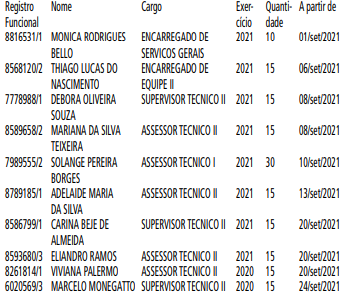 Registro Nome Cargo Exer- Quanti- A partir de
Funcional cício dade
8816531/1 MONICA RODRIGUES ENCARREGADO DE 2021 10 01/set/2021
BELLO SERVICOS GERAIS
8568120/2 THIAGO LUCAS DO ENCARREGADO DE 2021 15 06/set/2021
NASCIMENTO EQUIPE II
7778988/1 DEBORA OLIVEIRA SUPERVISOR TECNICO II 2021 15 08/set/2021
SOUZA
8589658/2 MARIANA DA SILVA ASSESSOR TECNICO II 2021 15 08/set/2021
TEIXEIRA
7989555/2 SOLANGE PEREIRA ASSESSOR TECNICO I 2021 30 10/set/2021
BORGES
8789185/1 ADELAIDE MARIA ASSESSOR TECNICO II 2021 15 13/set/2021
DA SILVA
8586799/1 CARINA BEJE DE SUPERVISOR TECNICO II 2021 15 20/set/2021
ALMEIDA
8593680/3 ELIANDRO RAMOS ASSESSOR TECNICO II 2021 15 20/set/2021
8261814/1 VIVIANA PALERMO ASSESSOR TECNICO II 2020 15 20/set/2021
6020569/3 MARCELO MONEGATTO SUPERVISOR TECNICO II 2020 15 24/set/2021